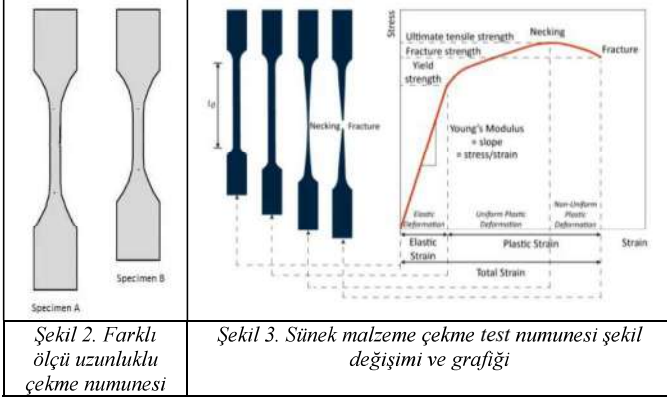 Specimen A
Specimen B
Şekil 2. Farklı
ölçü uzunluklu
çekme numunesi
l₀
Necking
Fracture
Stress
Ultimate tensile strength
Necking
Fracture strength
Fracture
Yield
strength
Young's Modulus
= slope
= stress/strain
Elastic
Deformation
Uniform Plastic
Deformation
Non-Uniform
Plastic
Deformation
Elastic
Strain
Plastic Strain
Strain
Total Strain
Şekil 3. Sünek malzeme çekme test numunesi şekil
değişimi ve grafiği